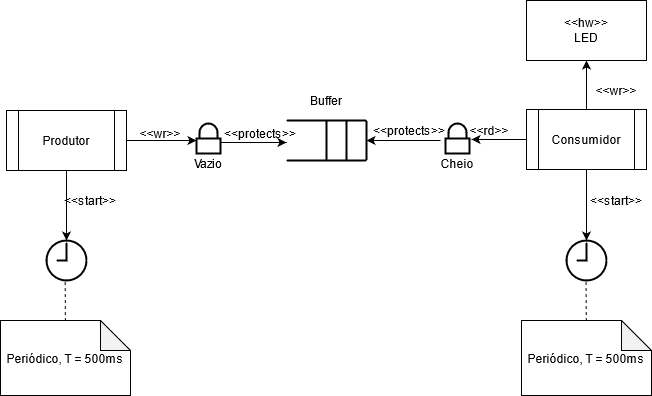 <<hw>>
LED
<<wr>>
Buffer
Produtor
<<wr>>
<<protects>>
<<protects>>
<<rd>>
Consumidor
Vazio
Cheio
<<start>>
<<start>>
Periódico, T = 500ms
Periódico, T = 500ms